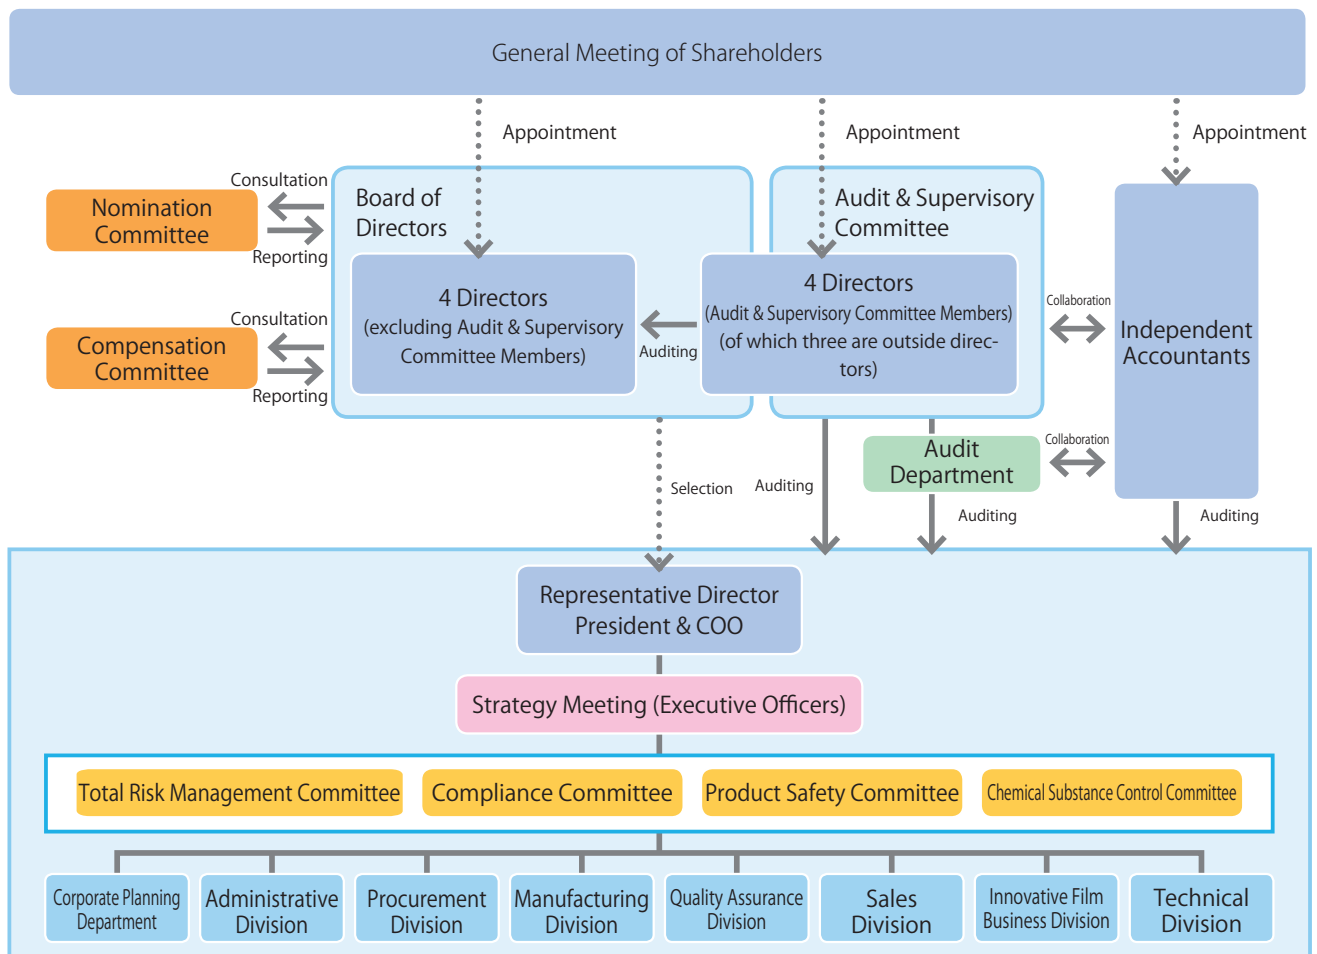 General Meeting of Shareholders
Appointment
Appointment
Appointment
Consultation
Nomination
Committee
Reporting
Consultation
Compensation
Committee
Reporting
Board of
Directors
4 Directors
(excluding Audit & Supervisory
Committee Members)
Auditing
Audit & Supervisory
Committee
4 Directors
(Audit & Supervisory Committee Members)
(of which three are outside direc-
tors)
Collaboration
Independent
Accountants
Audit
Department
Collaboration
Selection
Auditing
Auditing
Auditing
Representative Director
President & COO
Strategy Meeting (Executive Officers)
Total Risk Management Committee
Compliance Committee
Product Safety Committee
Chemical Substance Control Committee
Corporate Planning
Department
Administrative
Division
Procurement
Division
Manufacturing
Division
Quality Assurance
Division
Sales
Division
Innovative Film
Business Division
Technical
Division